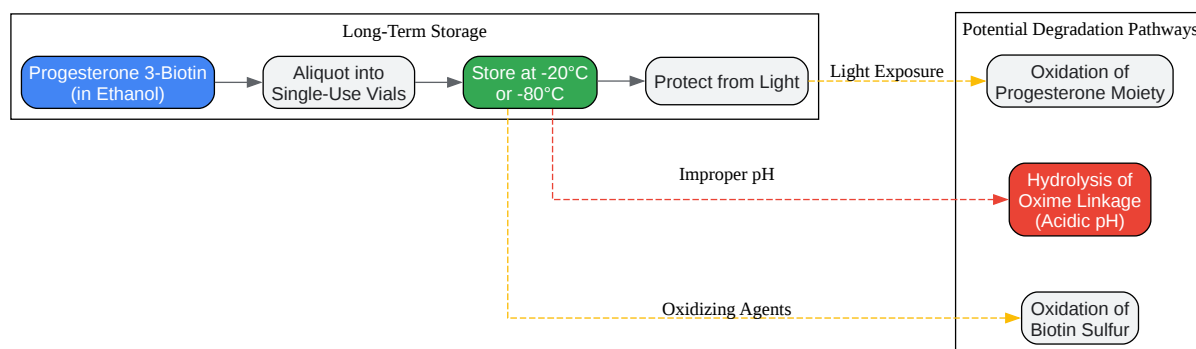 Long-Term Storage
Potential Degradation Pathways
Progesterone 3-Biotin
(in Ethanol)
Aliquot into
Single-Use Vials
Store at -20°C
or -80°C
Protect from Light
Light Exposure
Oxidation of
Progesterone Moiety
Improper pH
Hydrolysis of
Oxime Linkage
(Acidic pH)
Oxidizing Agents
Oxidation of
Biotin Sulfur